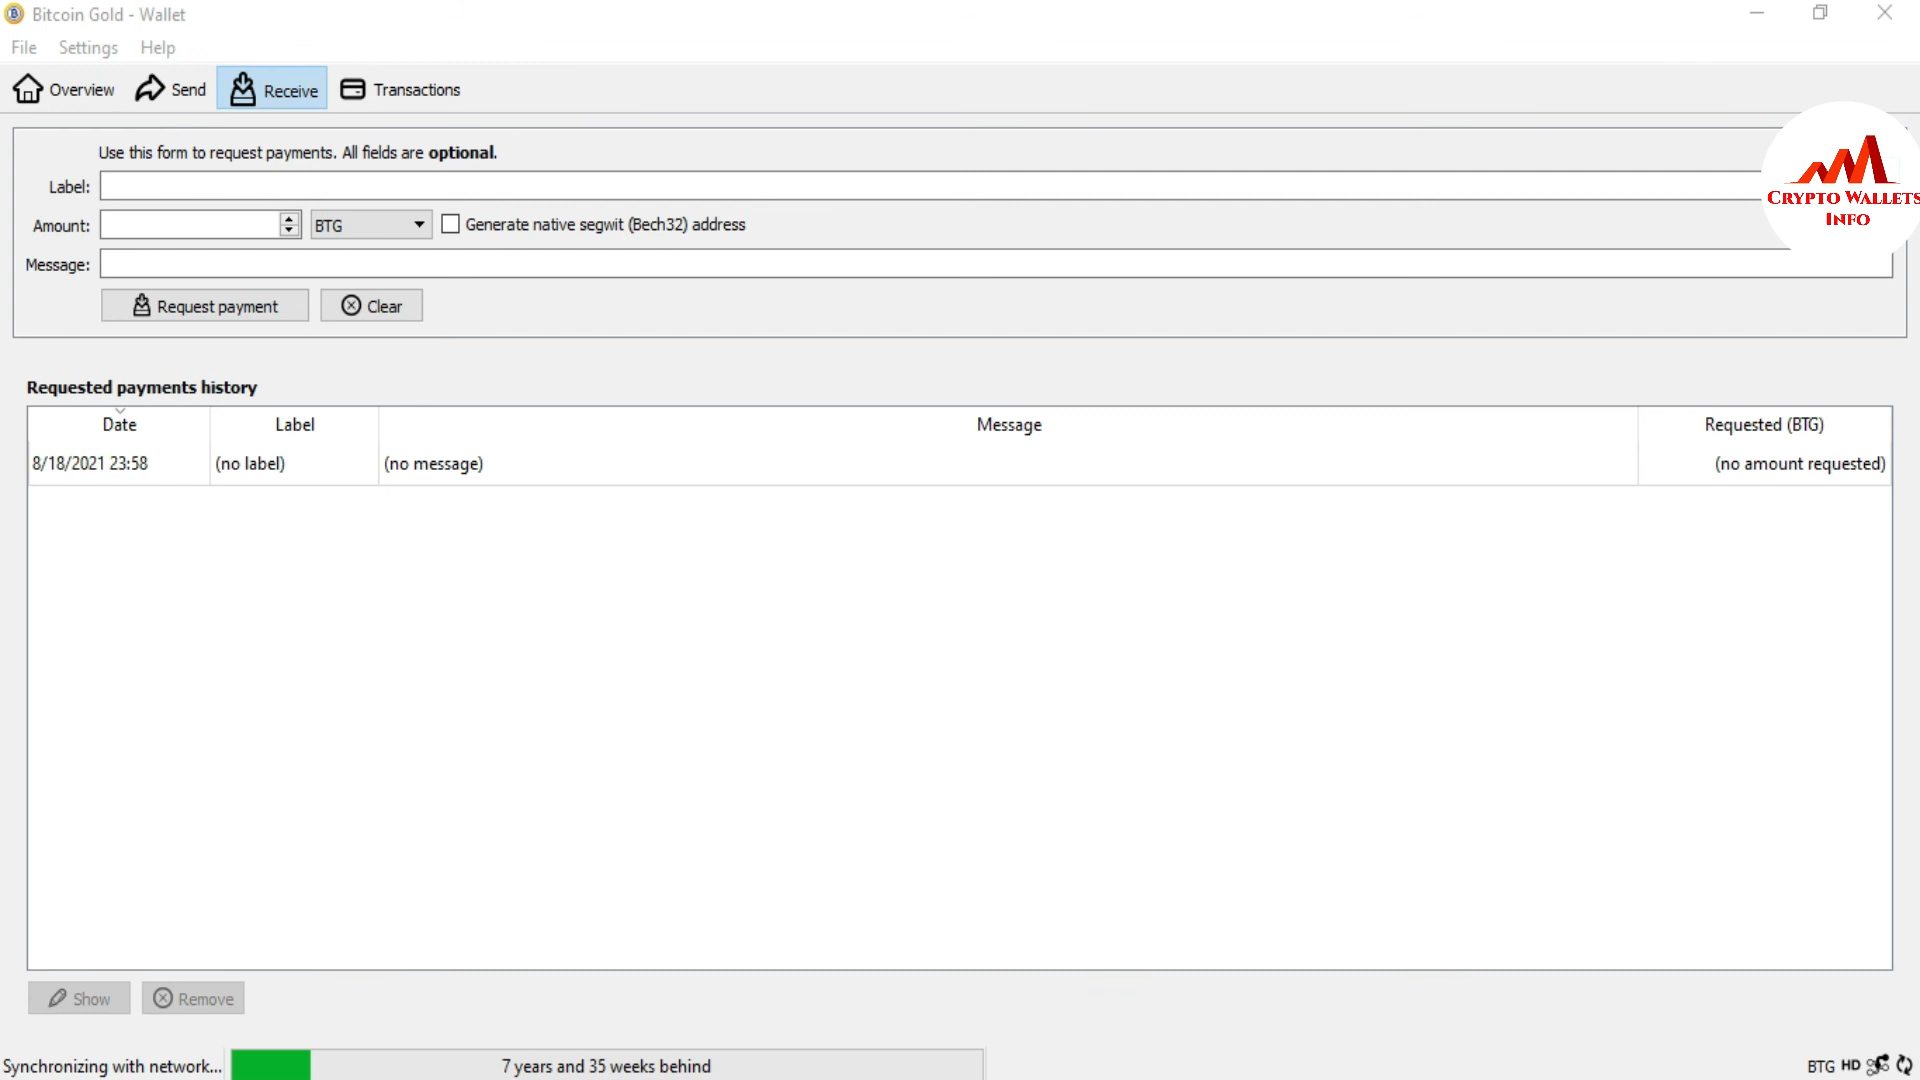 Bitcoin Gold - Wallet
File Settings Help
Overview Send Receive Transactions
Use this form to request payments. All fields are optional.
Label:
Amount: BTG Generate native segwit (Bech32) address
Message:
Request payment Clear
CRYPTO WALLETS
INFO
Requested payments history
Date Label Message Requested (BTG)
8/18/2021 23:58 (no label) (no message) (no amount requested)
Show Remove
Synchronizing with network... 7 years and 35 weeks behind BTG HD